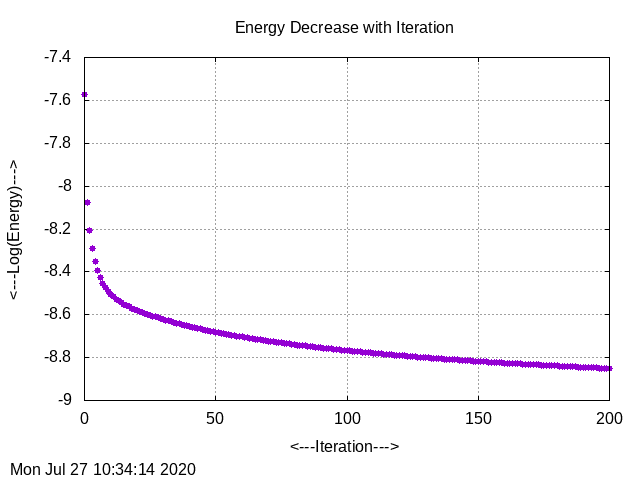 Energy Decrease with Iteration
-7.4
-7.6
-7.8
-8
-8.2
-8.4
-8.6
-8.8
-9
<---Log(Energy)--->
0 50 100 150 200
<---Iteration--->
Mon Jul 27 10:34:14 2020